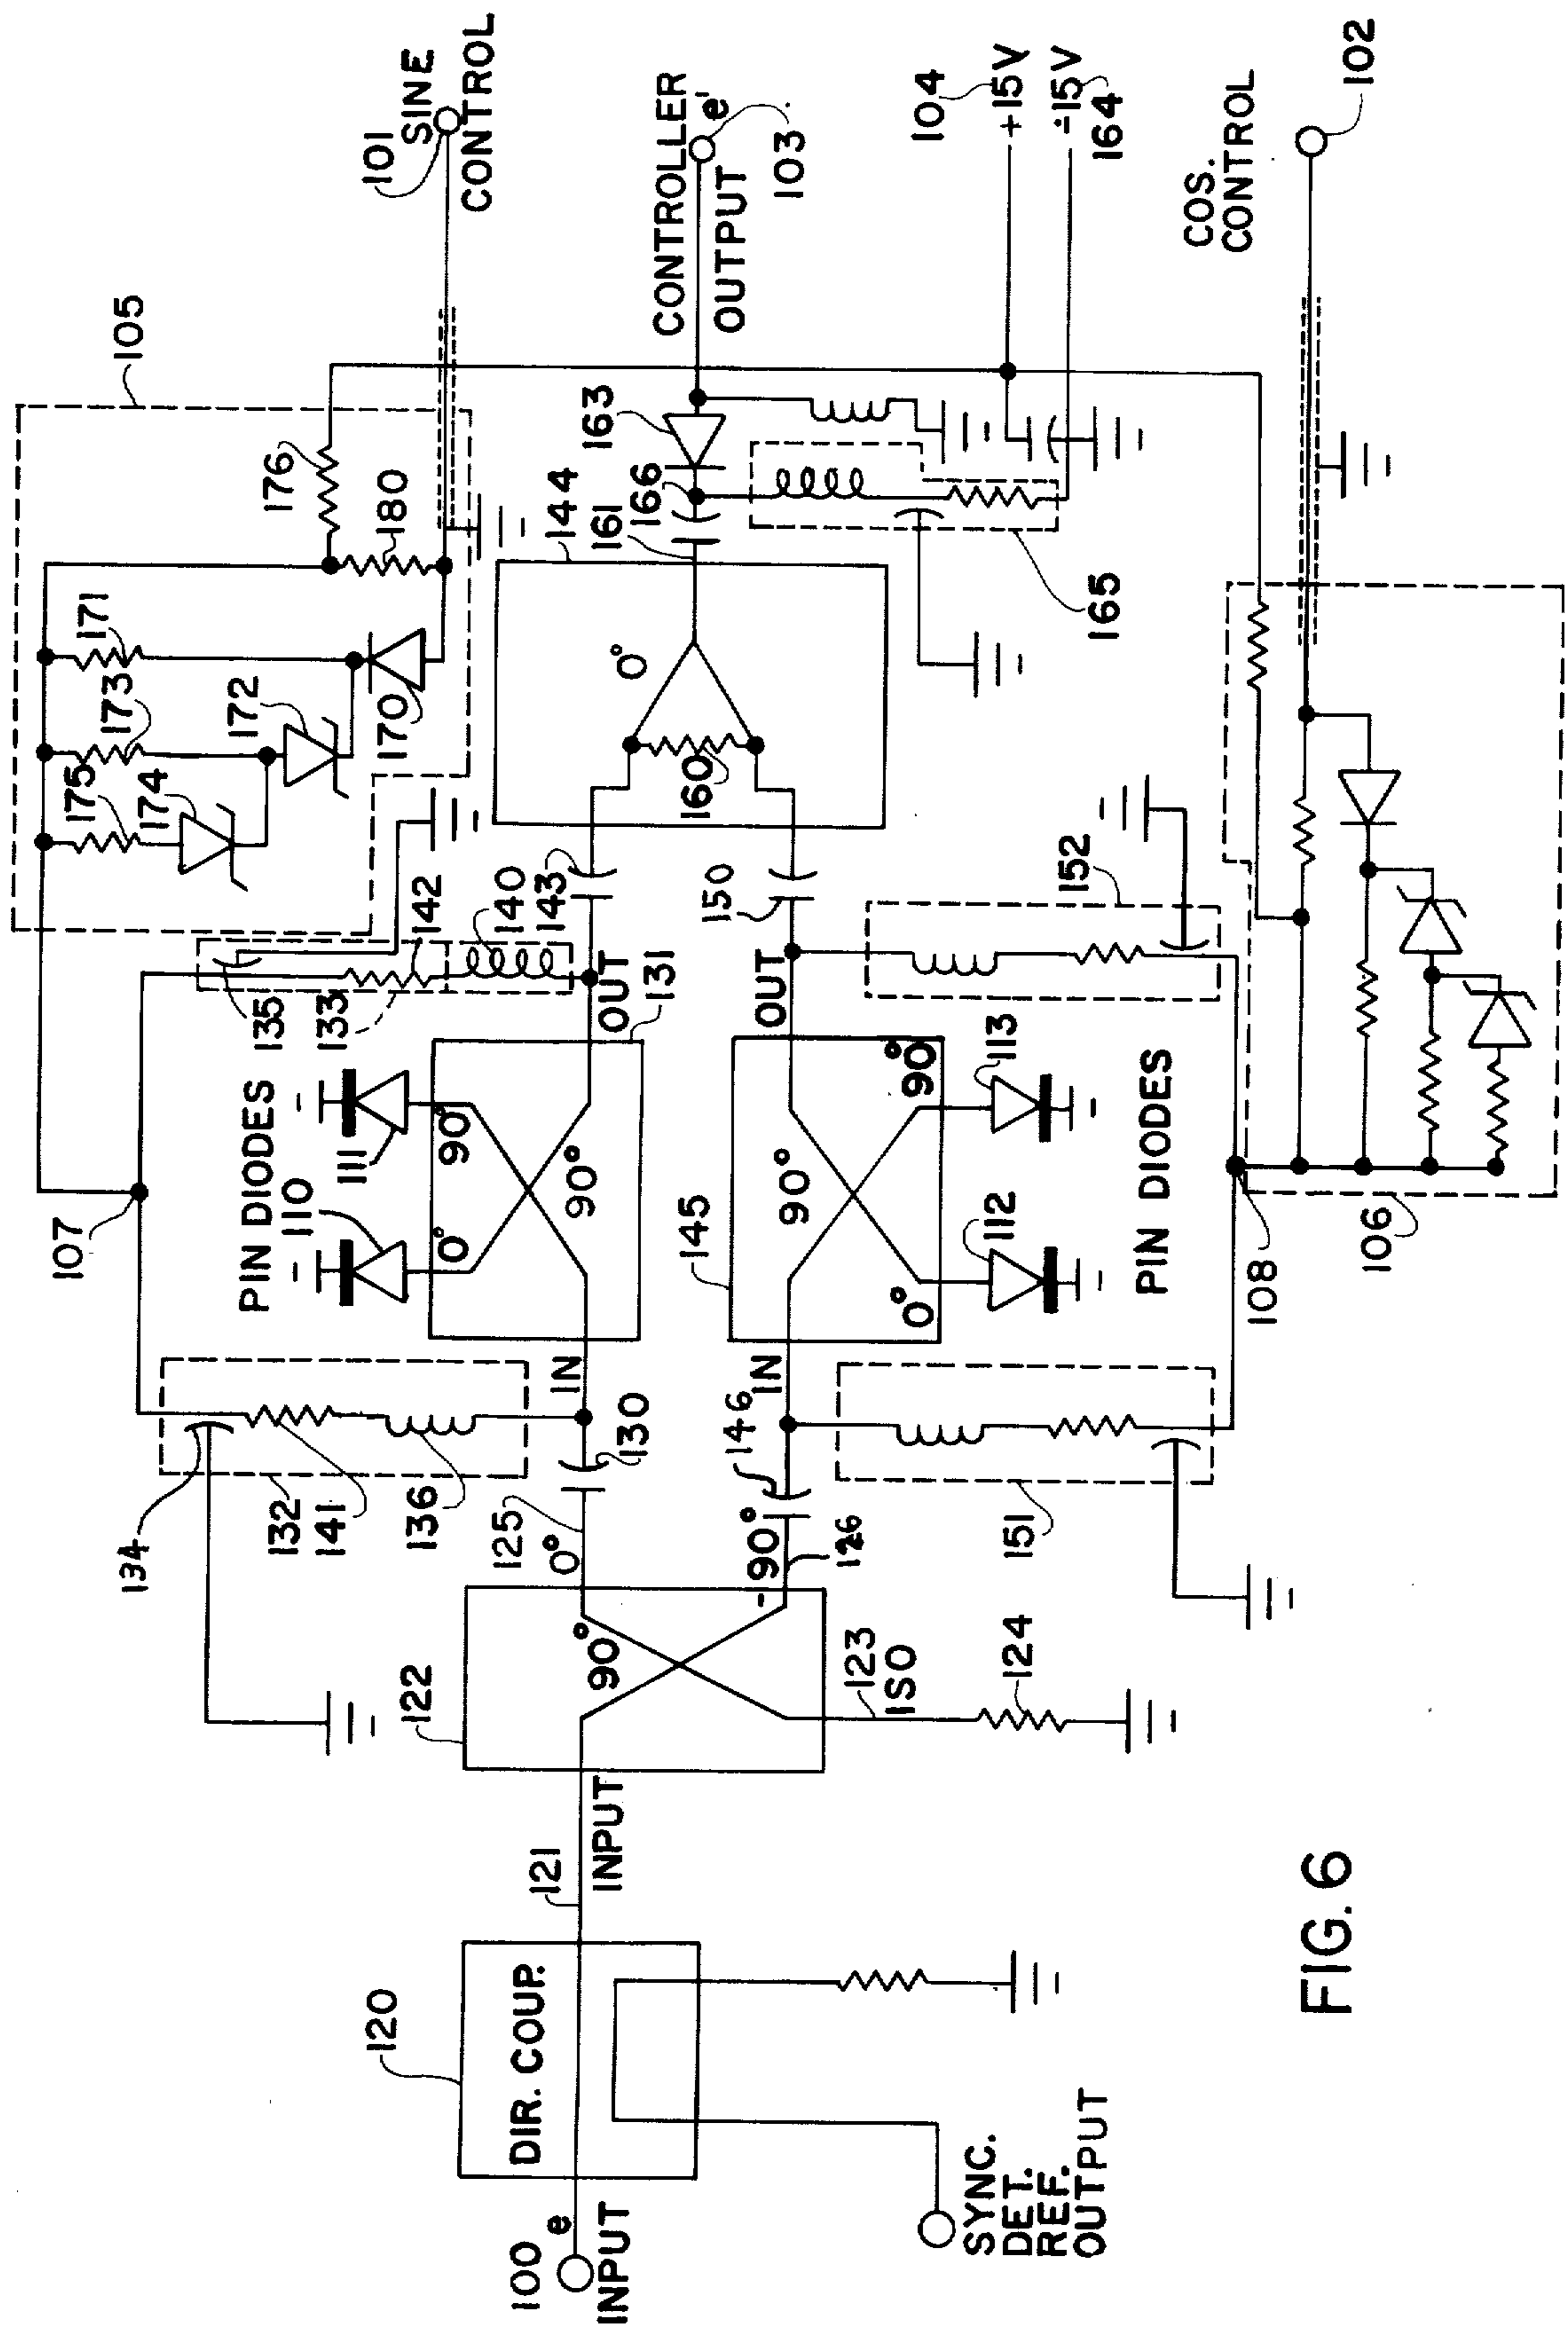 105
101
SINE
CONTROL
176
180
171
173
175
174
172
170
107
PIN DIODES
110
111
135
133
142
140
143
144
161
166
163
CONTROLLER
OUTPUT
e'
103
104
+15V
-15V
164
165
0°
160
134
132
141
136
130
IN
0°
90°
90°
OUT
131
100
e
INPUT
120
DIR. COUP.
121
INPUT
122
90°
125
0°
-90°
126
146
IN
145
90°
90°
0°
OUT
150
152
113
112
PIN DIODES
151
123
ISO
124
108
106
COS.
CONTROL
102
SYNC.
DET.
REF.
OUTPUT
FIG. 6